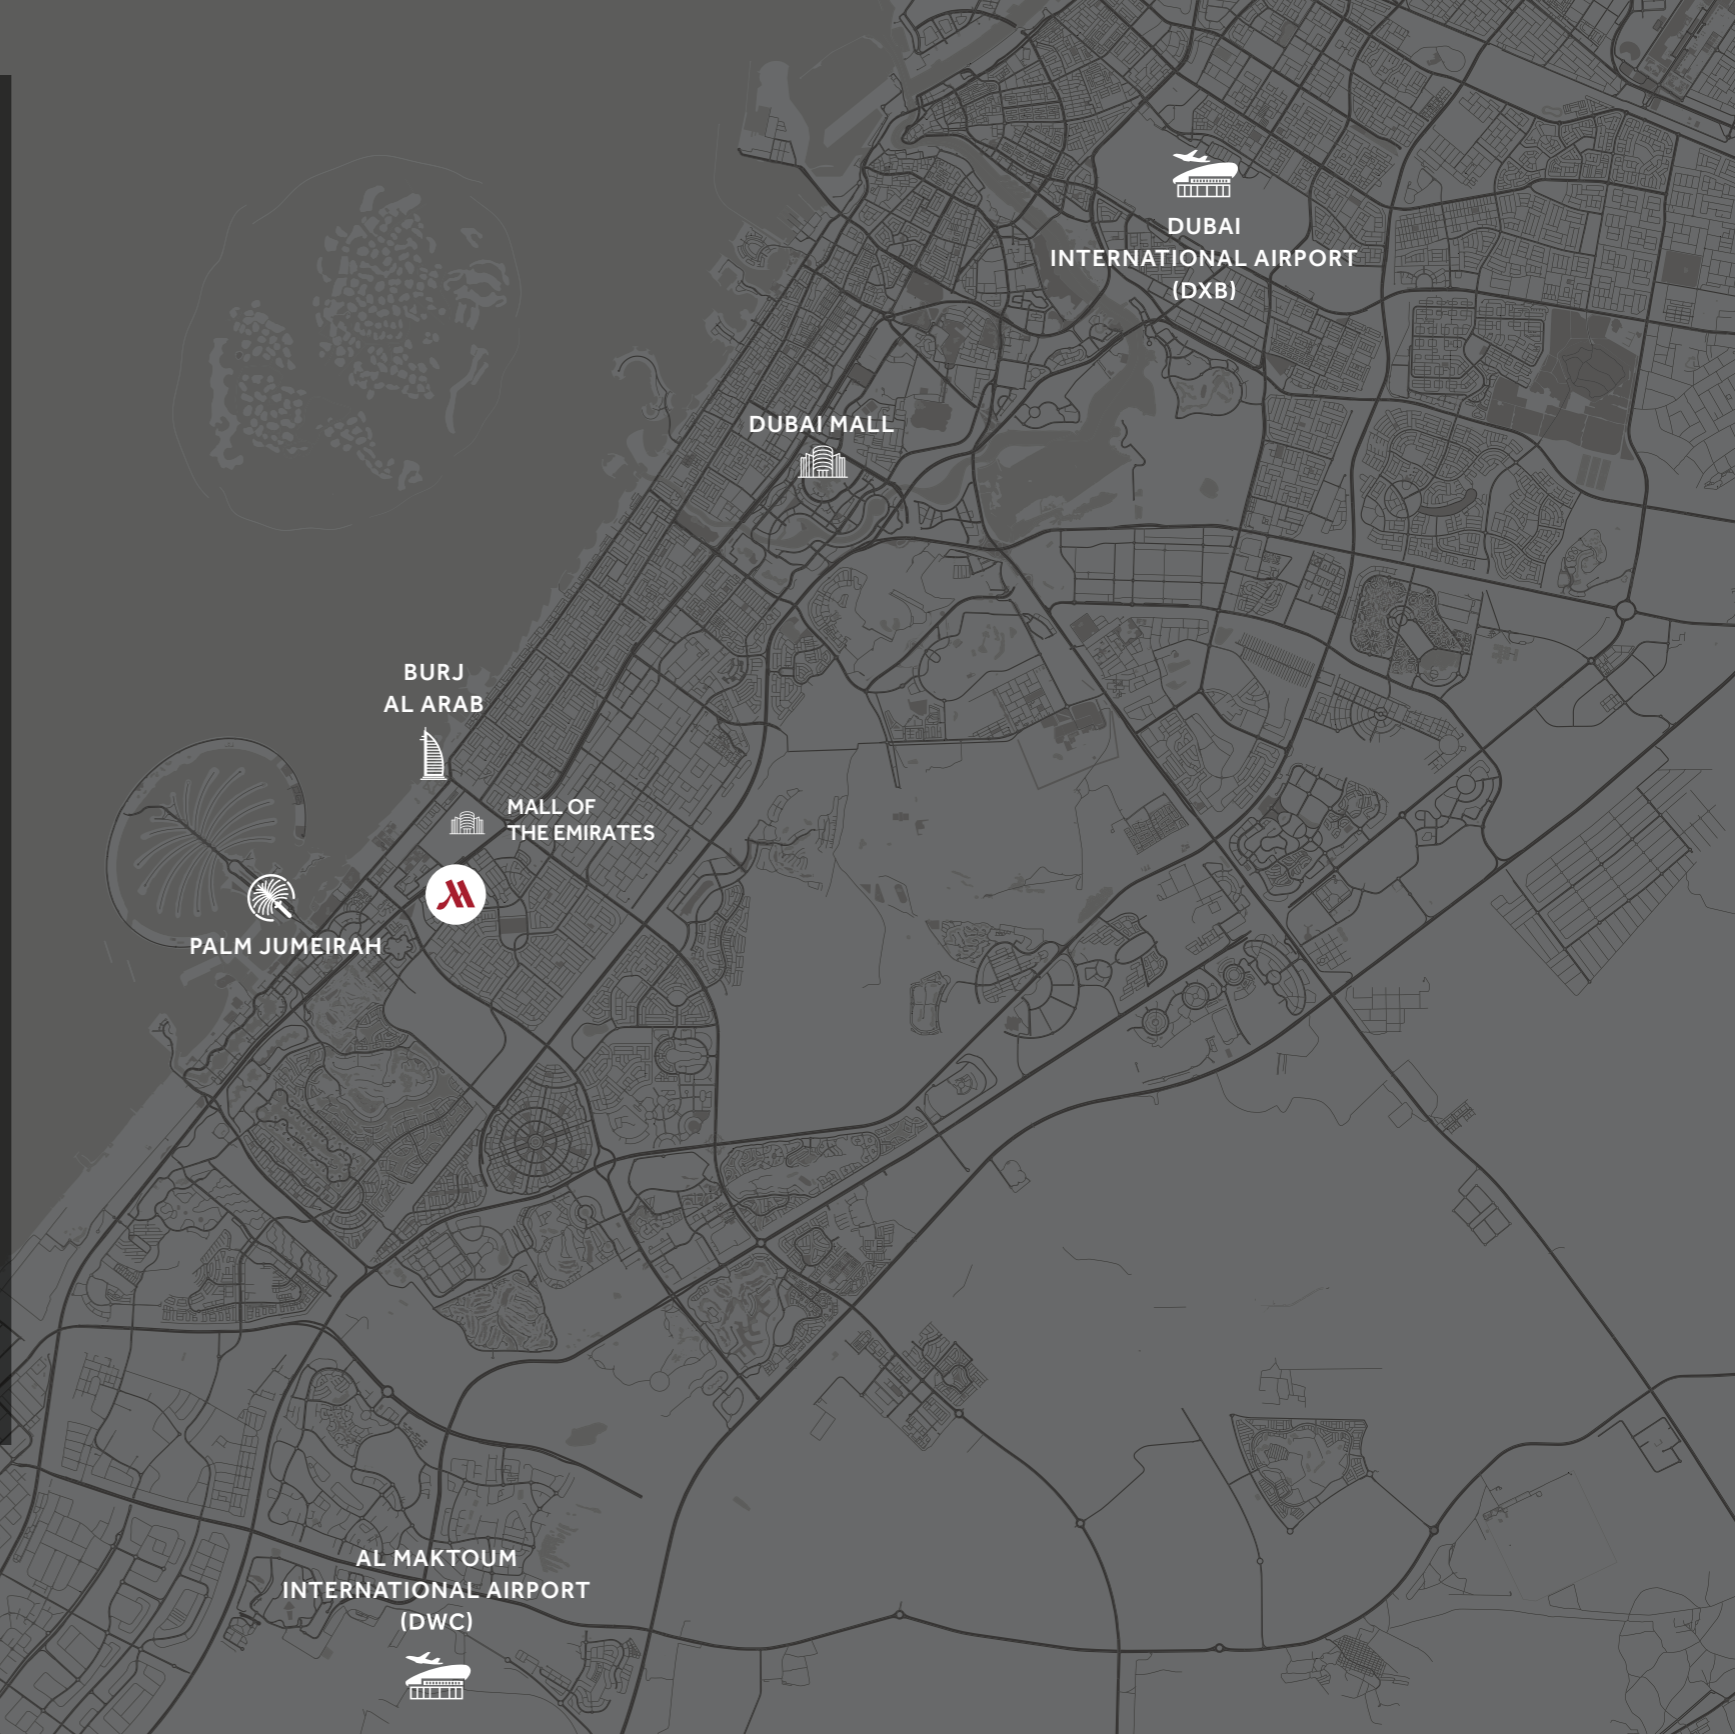 DUBAI
INTERNATIONAL AIRPORT
(DXB)
DUBAI MALL
BURJ
AL ARAB
MALL OF
THE EMIRATES
PALM JUMEIRAH
AL MAKTOUM
INTERNATIONAL AIRPORT
(DWC)